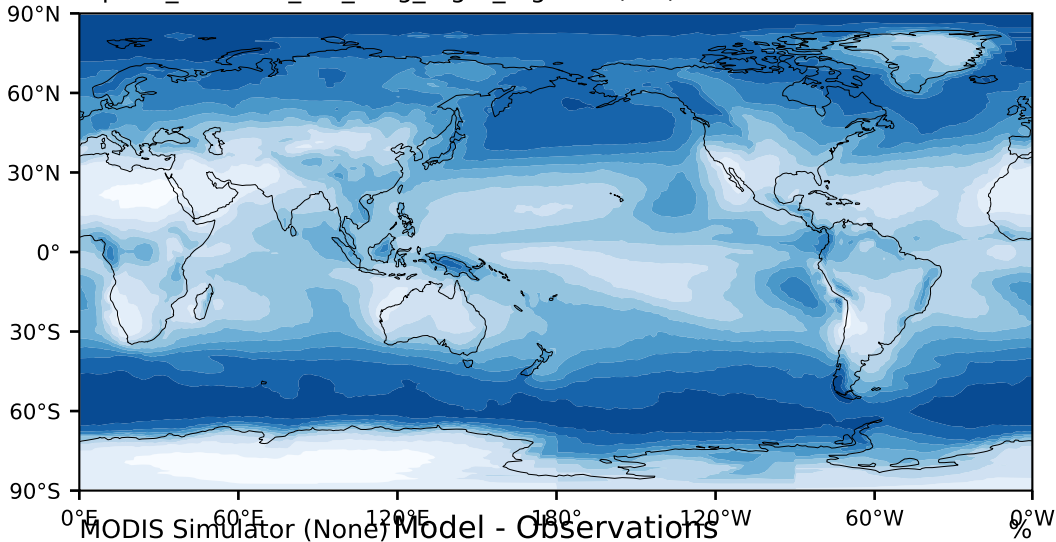 90°N
60°N
30°N
0°
30°S
60°S
90°S
0°E 60°E 120°E 180° 120°W 60°W 0°W
MODIS Simulator (None) Model - Observations %